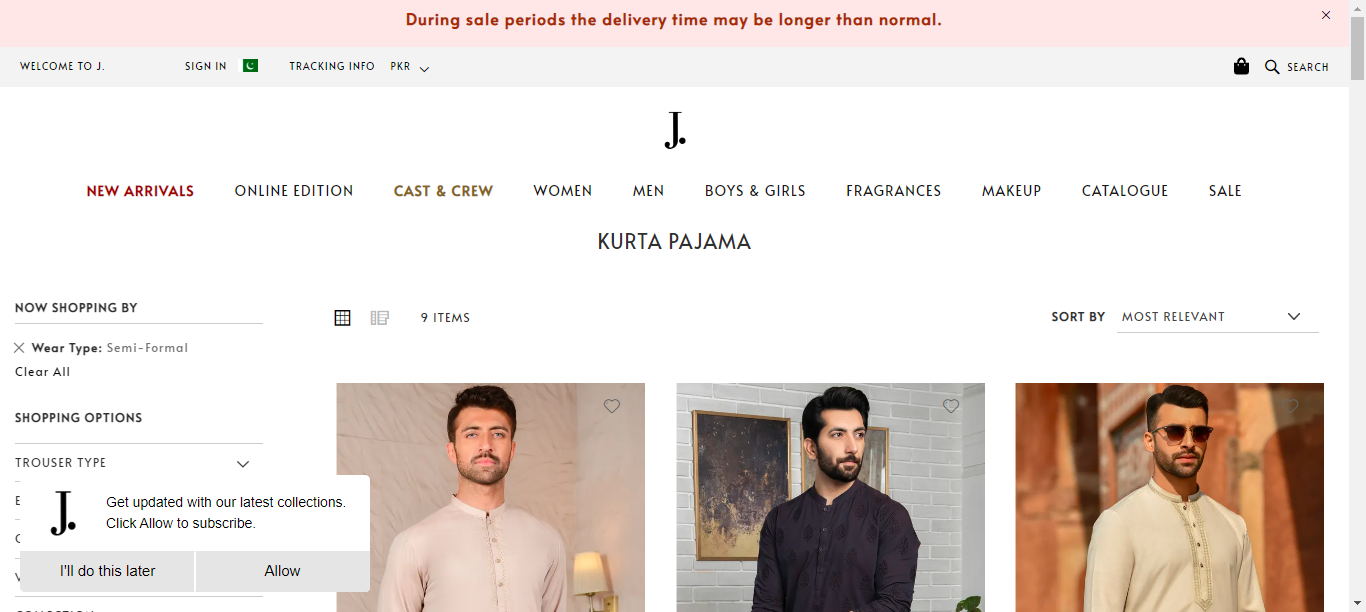 During sale periods the delivery time may be longer than normal.
WELCOME TO J.
SIGN IN
TRACKING INFO
PKR
SEARCH
J.
NEW ARRIVALS
ONLINE EDITION
CAST & CREW
WOMEN
MEN
BOYS & GIRLS
FRAGRANCES
MAKEUP
CATALOGUE
SALE
KURTA PAJAMA
NOW SHOPPING BY
9 ITEMS
SORT BY
MOST RELEVANT
Wear Type: Semi-Formal
Clear All
SHOPPING OPTIONS
TROUSER TYPE
J.
Get updated with our latest collections.
Click Allow to subscribe.
I'll do this later
Allow